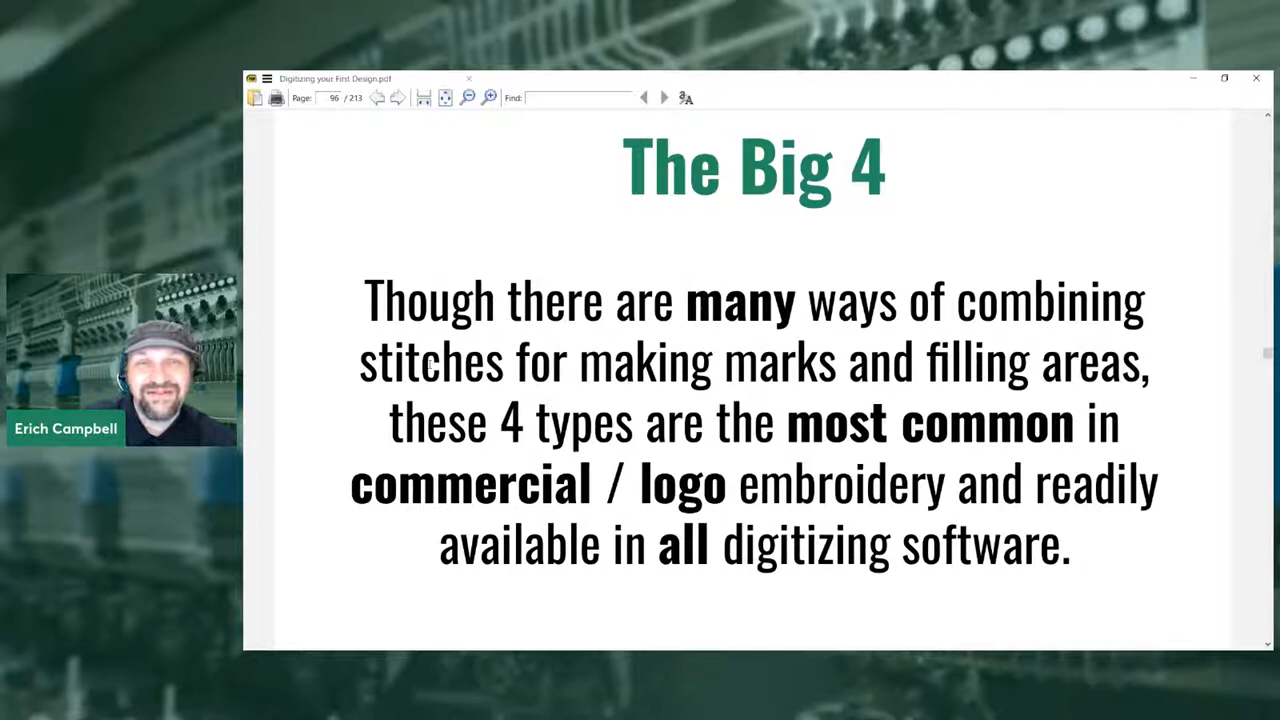 Digitizing your First Design.pdf
Page: 96 / 213 Find:
The Big 4
Though there are many ways of combining
stitches for making marks and filling areas,
these 4 types are the most common in
commercial / logo embroidery and readily
available in all digitizing software.
Erich Campbell